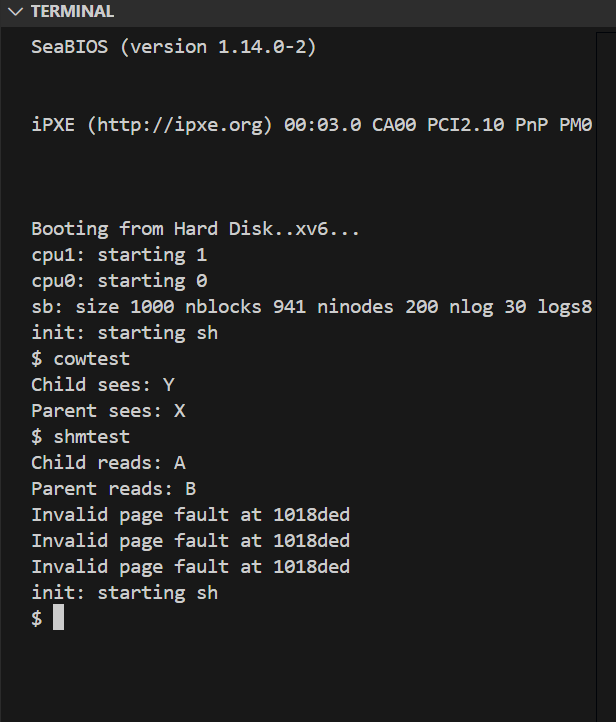 TERMINAL
SeaBIOS (version 1.14.0-2)
iPXE (http://ipxe.org) 00:03.0 CA00 PCI2.10 PnP PM0
Booting from Hard Disk..xv6...
cpu1: starting 1
cpu0: starting 0
sb: size 1000 nblocks 941 ninodes 200 nlog 30 logs8
init: starting sh
$ cowtest
Child sees: Y
Parent sees: X
$ shmtest
Child reads: A
Parent reads: B
Invalid page fault at 1018ded
Invalid page fault at 1018ded
Invalid page fault at 1018ded
init: starting sh
$